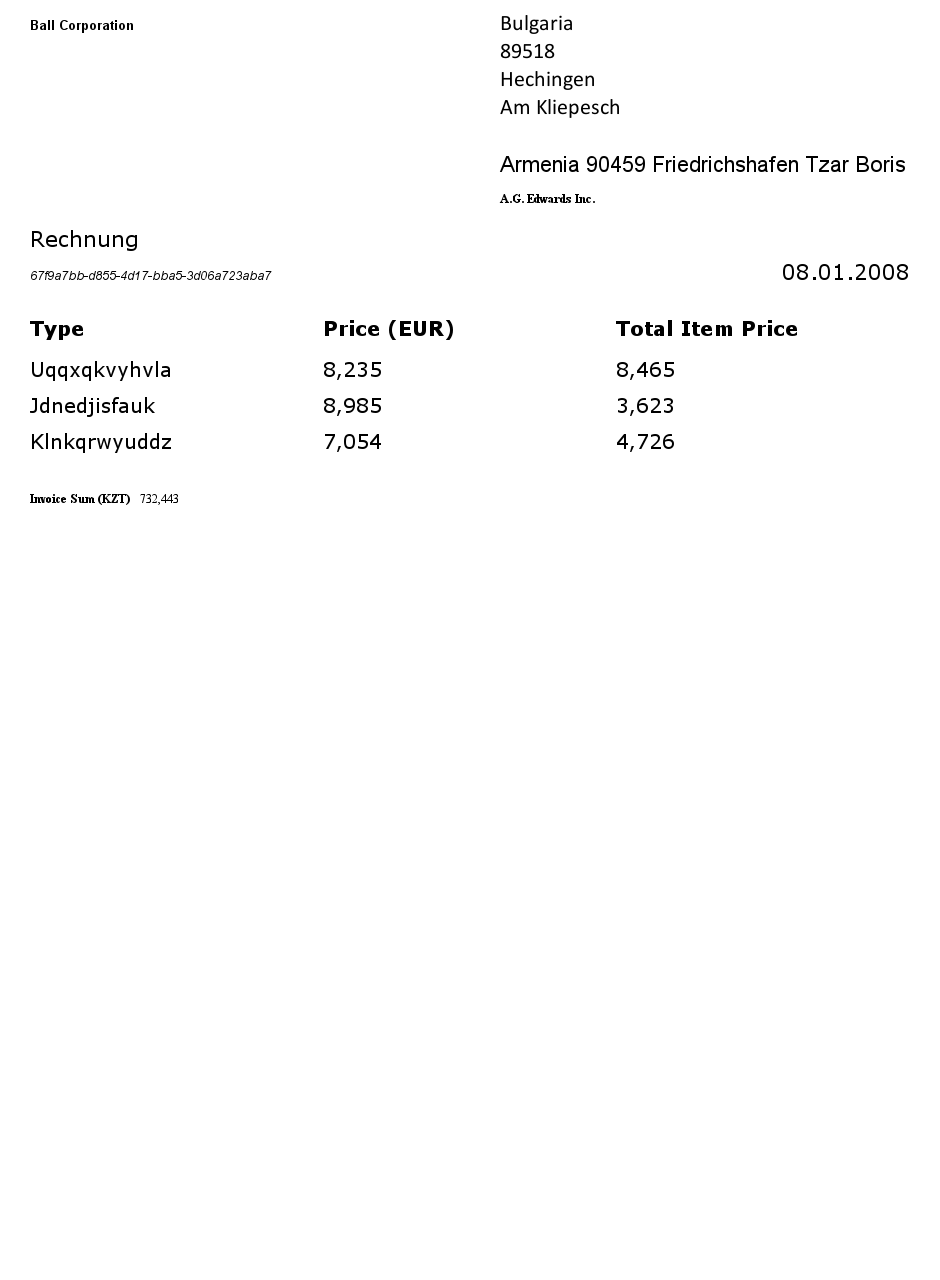 Ball Corporation
Bulgaria
89518
Hechingen
Am Kliepesch
Armenia 90459 Friedrichshafen Tzar Boris
A.G. Edwards Inc.
Rechnung
67f9a7bb-d855-4d17-bba5-3d06a723aba7 08.01.2008
Type Price (EUR) Total Item Price
Uqqxqkvyhvla 8,235 8,465
Jdnedjisfauk 8,985 3,623
Klnkqrwyuddz 7,054 4,726
Invoice Sum (KZT) 732,443